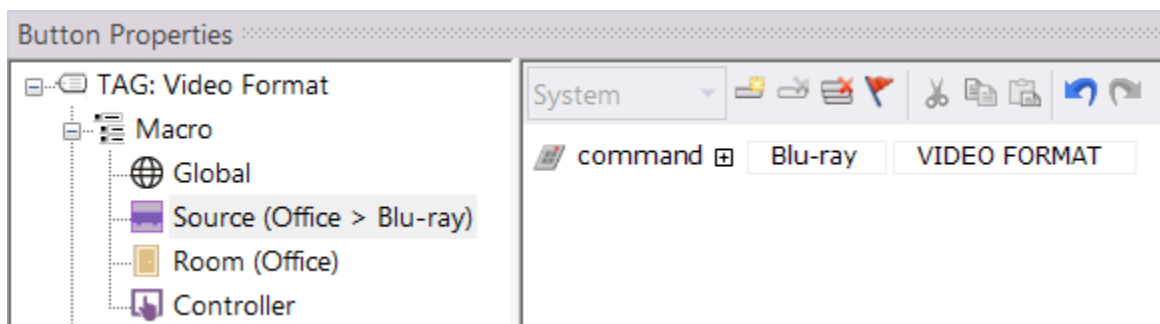 Button Properties
TAG: Video Format
Macro
Global
Source (Office > Blu-ray)
Room (Office)
Controller
System
command Blu-ray VIDEO FORMAT